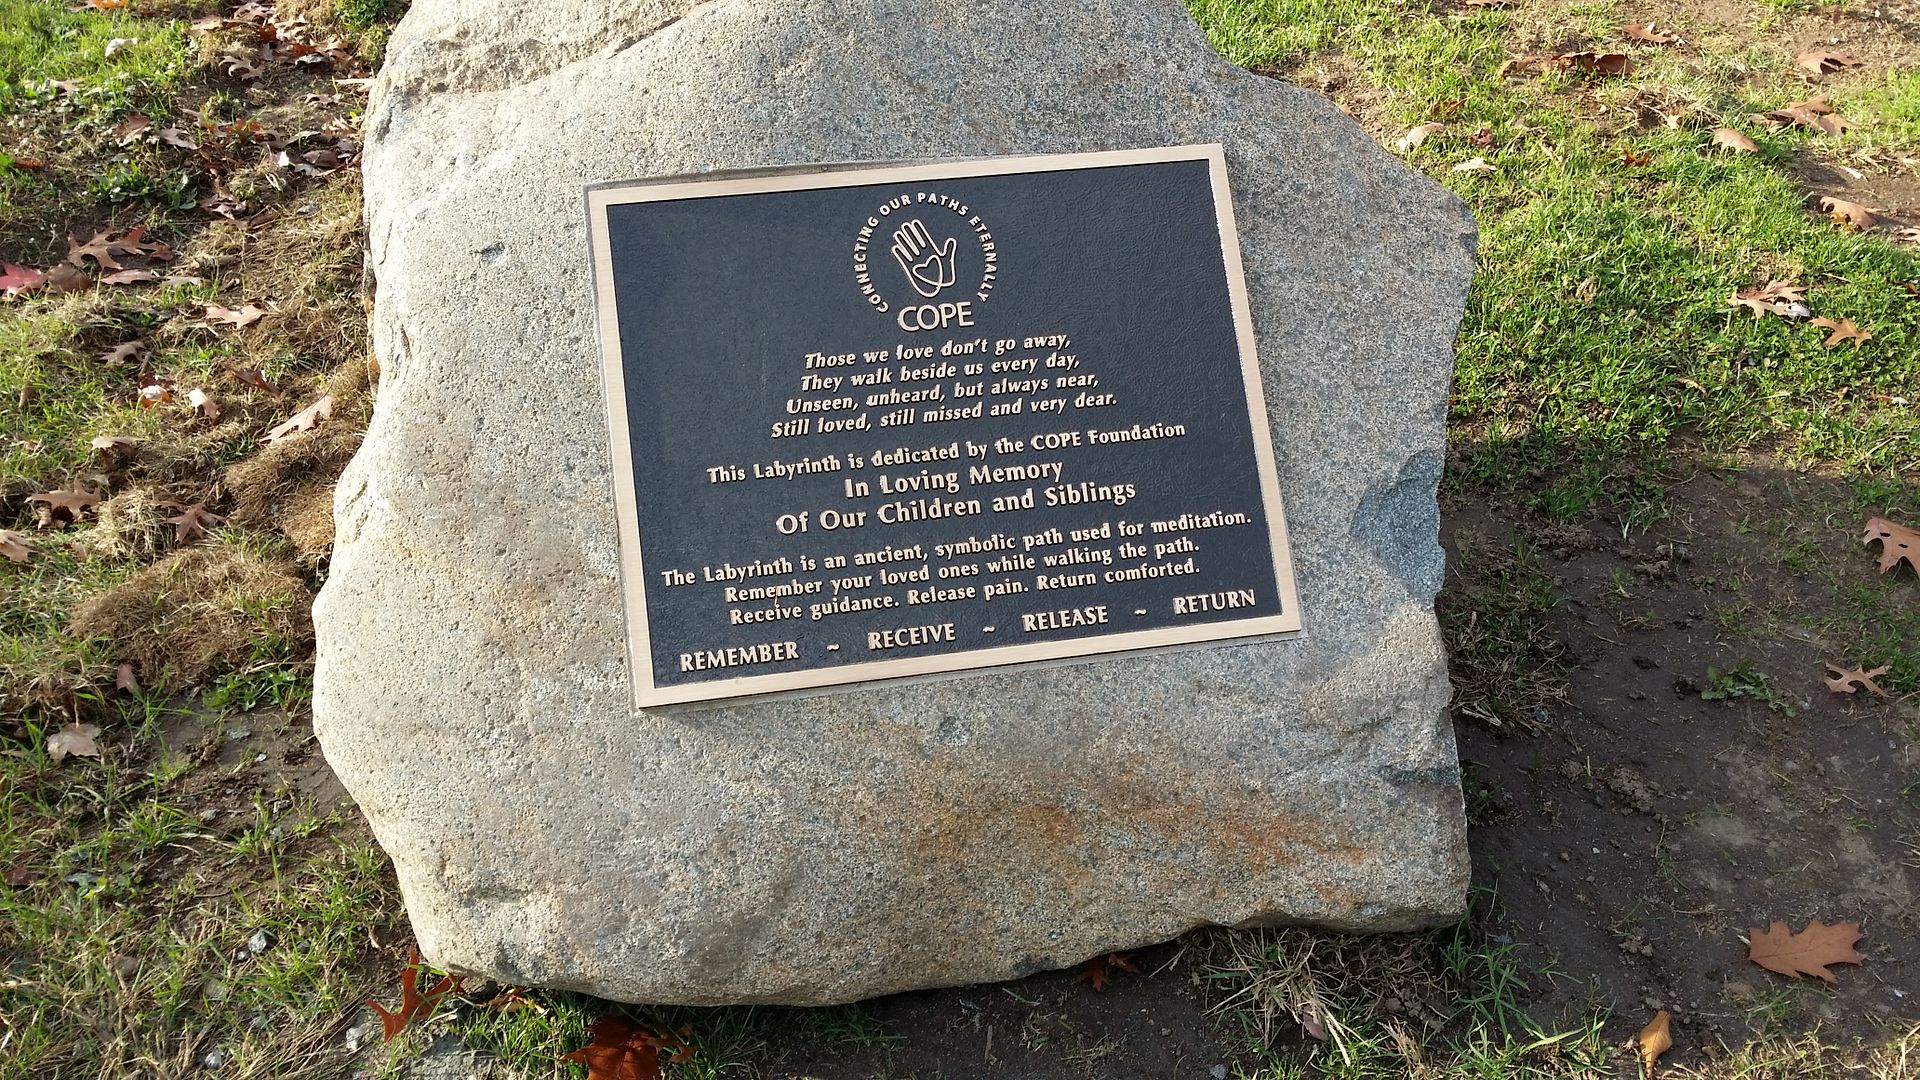 CONNECTING OUR PATHS ETERNALLY
COPE
Those we love don't go away,
They walk beside us every day,
Unseen, unheard, but always near,
Still loved, still missed and very dear.
This Labyrinth is dedicated by the COPE Foundation
In Loving Memory
Of Our Children and Siblings
The Labyrinth is an ancient, symbolic path used for meditation.
Remember your loved ones while walking the path.
Receive guidance. Release pain. Return comforted.
REMEMBER ~ RECEIVE ~ RELEASE ~ RETURN